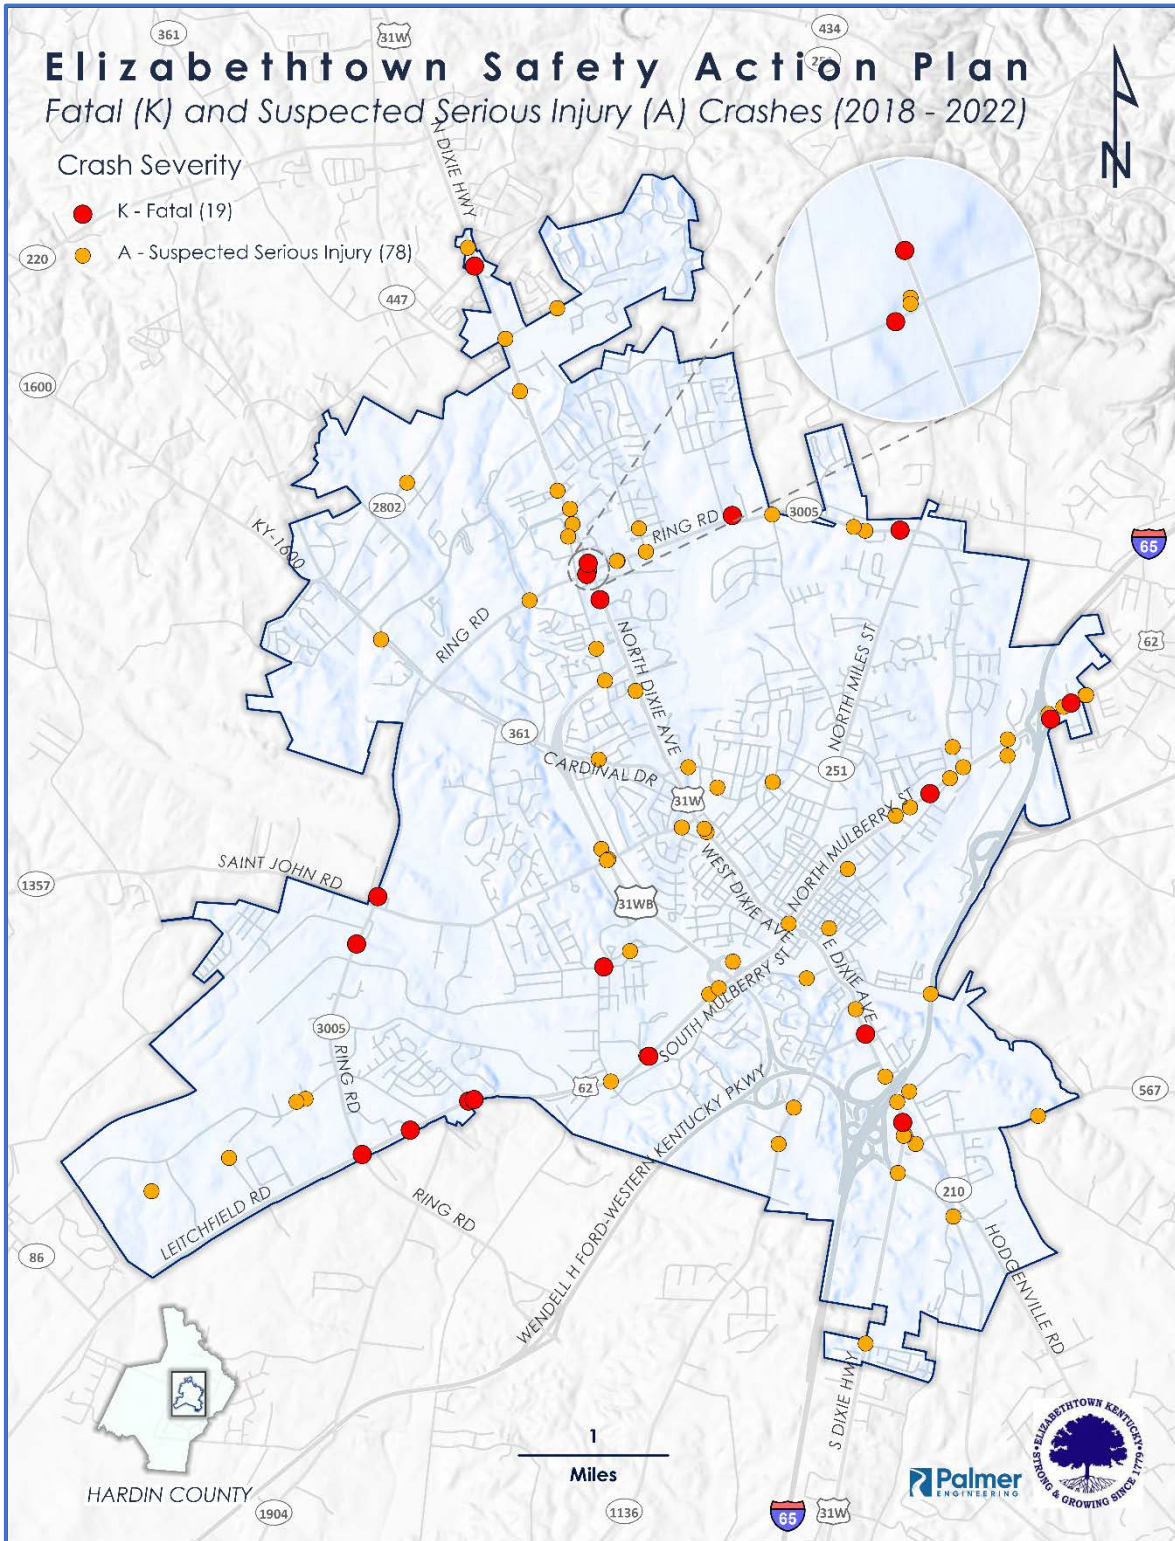 361
31W
434
Elizabethtown Safety Action Plan
Fatal (K) and Suspected Serious Injury (A) Crashes (2018 - 2022)
N DIXIE HWY
N
Crash Severity
K - Fatal (19)
A - Suspected Serious Injury (78)
220
447
1600
2802
KY-1600
RING RD
3005
65
62
RING RD
NORTH DIXIE AVE
NORTH MILES ST
361
CARDINAL DR
251
31W
NORTH MULBERRY ST
SAINT JOHN RD
1357
WEST DIXIE AVE
31WB
E DIXIE AVE
SOUTH MULBERRY ST
3005
RING RD
62
567
WENDELL H FORD-WESTERN KENTUCKY PKWY
LEITCHFIELD RD
RING RD
210
HODGENVILLE RD
86
S DIXIE HWY
1
Miles
HARDIN COUNTY
Palmer
ENGINEERING
ELIZABETHTOWN KENTUCKY
STRONG & GROWING SINCE 1779
1904
1136
65
31W